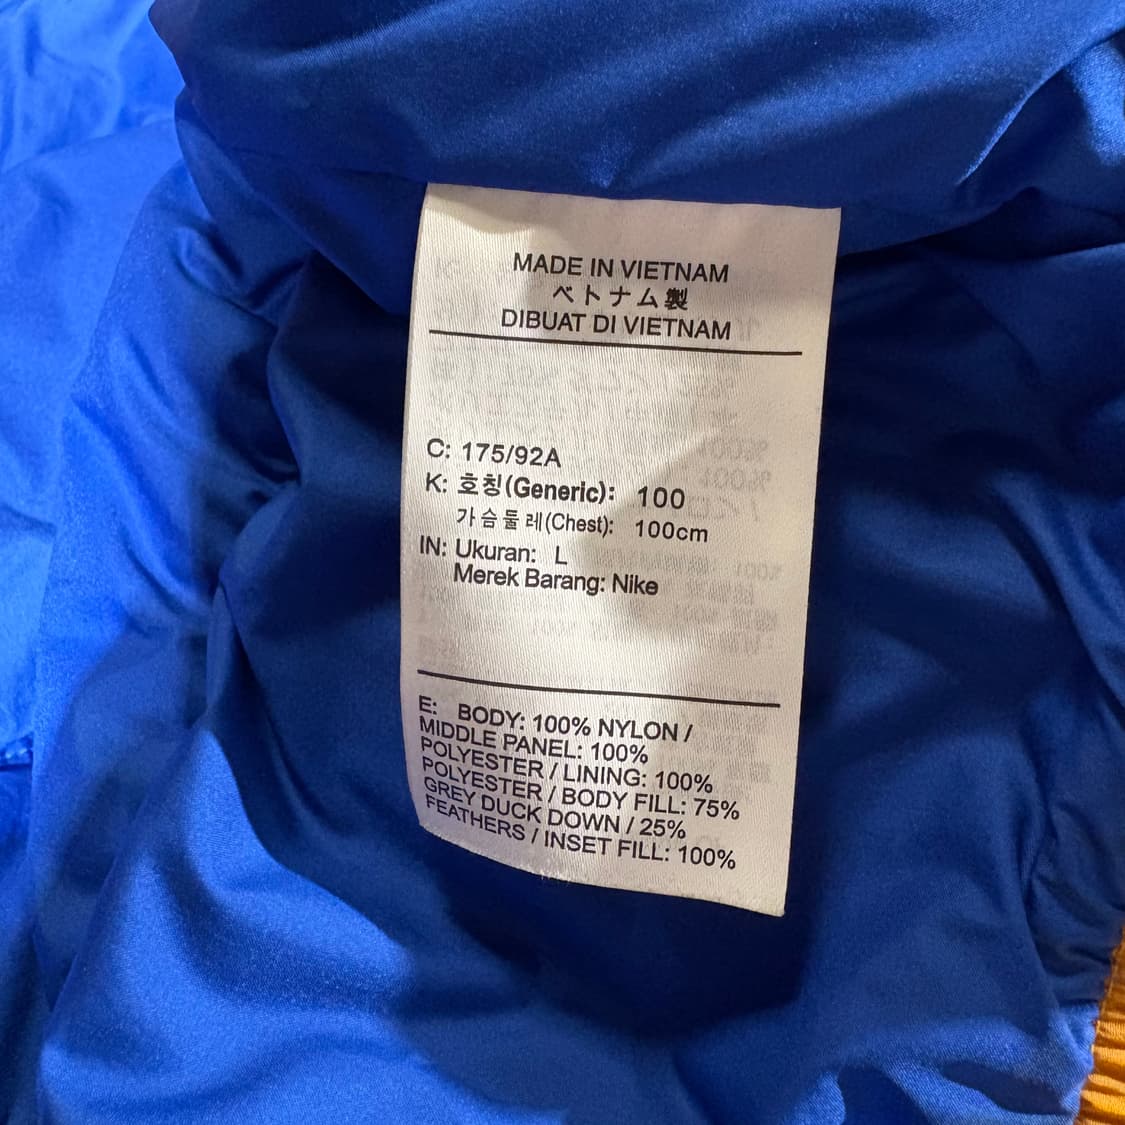 MADE IN VIETNAM
ベトナム製
DIBUAT DI VIETNAM
C: 175/92A
K: 호칭(Generic): 100
가슴둘레(Chest): 100cm
IN: Ukuran: L
Merek Barang: Nike
E: BODY: 100% NYLON /
MIDDLE PANEL: 100%
POLYESTER / LINING: 100%
POLYESTER / BODY FILL: 75%
GREY DUCK DOWN / 25%
FEATHERS / INSET FILL: 100%